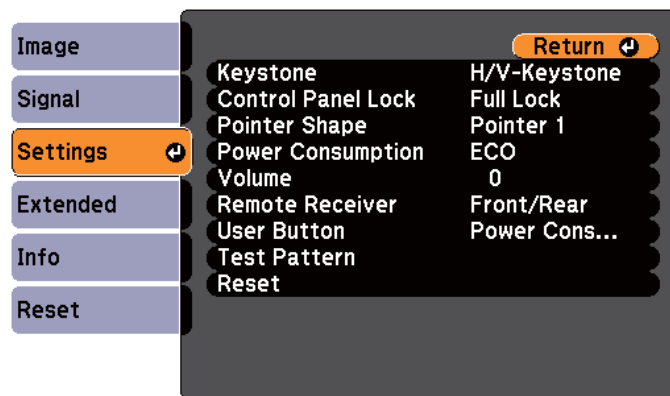 Image
Signal
Settings
Extended
Info
Reset
Return
Keystone H/V-Keystone
Control Panel Lock Full Lock
Pointer Shape Pointer 1
Power Consumption ECO
Volume 0
Remote Receiver Front/Rear
User Button Power Cons...
Test Pattern
Reset